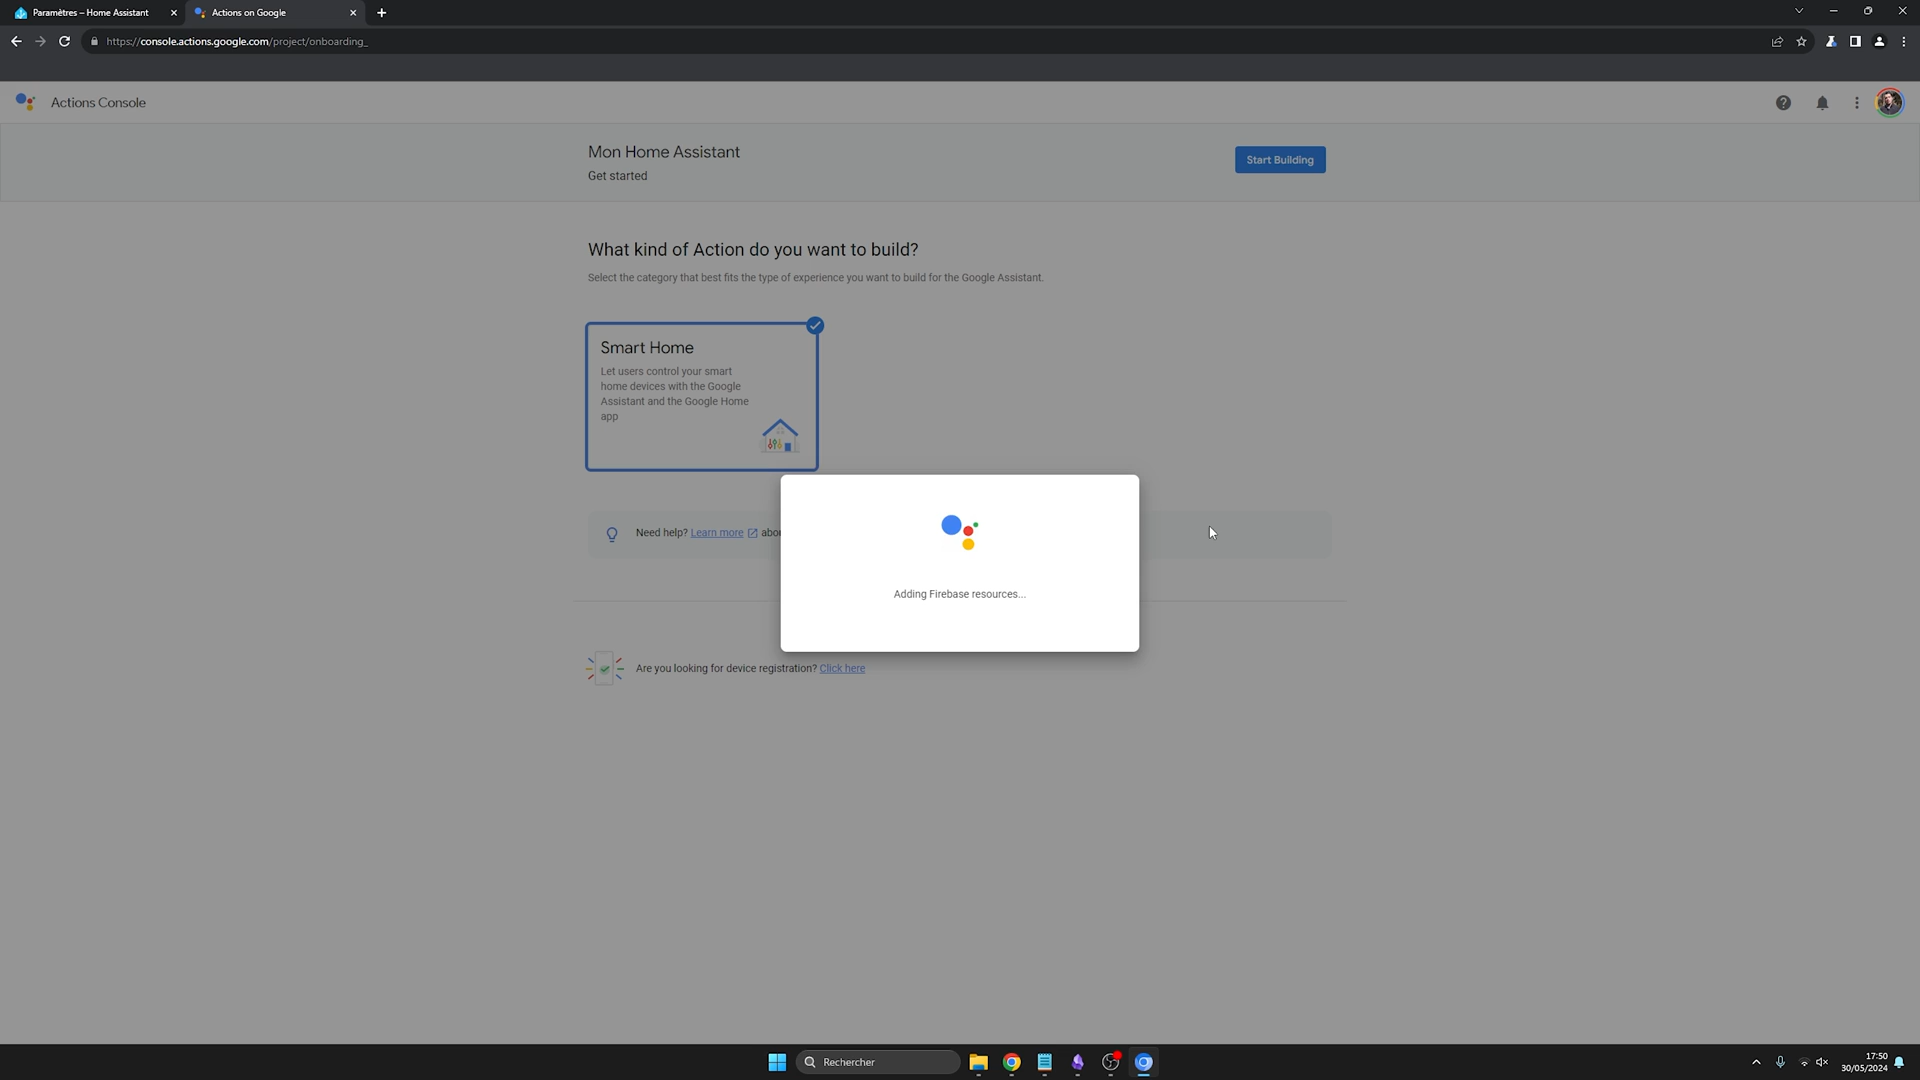 Paramètres – Home Assistant
Actions on Google
https://console.actions.google.com/project/onboarding_
Actions Console
Mon Home Assistant
Get started
Start Building
What kind of Action do you want to build?
Select the category that best fits the type of experience you want to build for the Google Assistant.
Smart Home
Let users control your smart
home devices with the Google
Assistant and the Google Home
app
Need help? Learn more abo
Adding Firebase resources...
Are you looking for device registration? Click here
Rechercher
17:50
30/05/2024